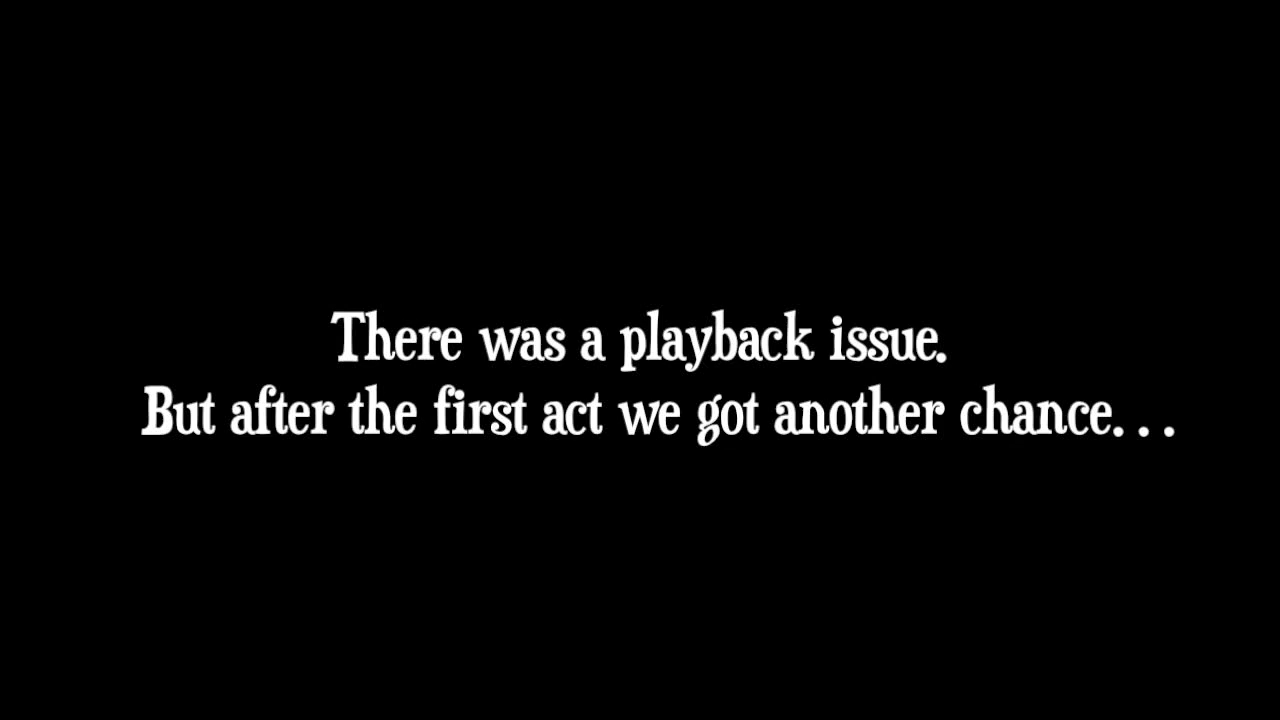 There was a playback issue.
But after the first act we got another chance...